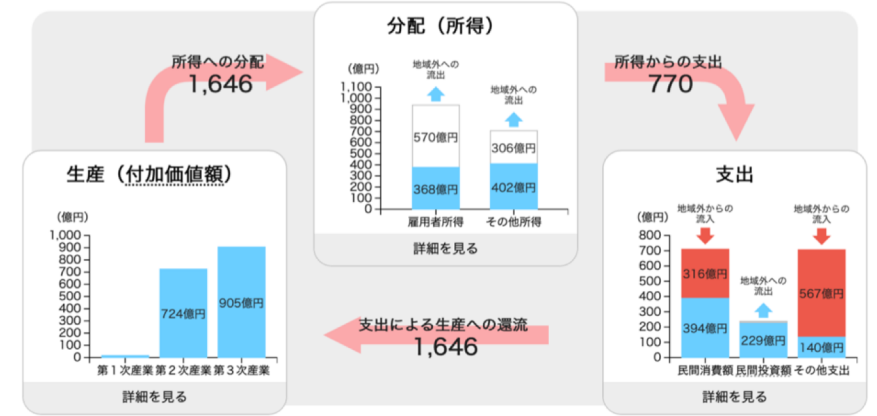 分配（所得）
（億円）
1,100
1,000
900
800
700
600
500
400
300
200
100
0
地域外への
流出
570億円
368億円
雇用者所得
地域外への
流出
306億円
402億円
その他所得
詳細を見る
所得への分配
1,646
所得からの支出
770
生産（付加価値額）
（億円）
1,000
900
800
700
600
500
400
300
200
100
0
724億円
905億円
第１次産業 第２次産業 第３次産業
詳細を見る
支出
（億円）
800
700
600
500
400
300
200
100
0
地域外からの
流入
316億円
394億円
地域外への
流出
229億円
地域外からの
流入
567億円
140億円
民間消費額 民間投資額 その他支出
詳細を見る
支出による生産への還流
1,646